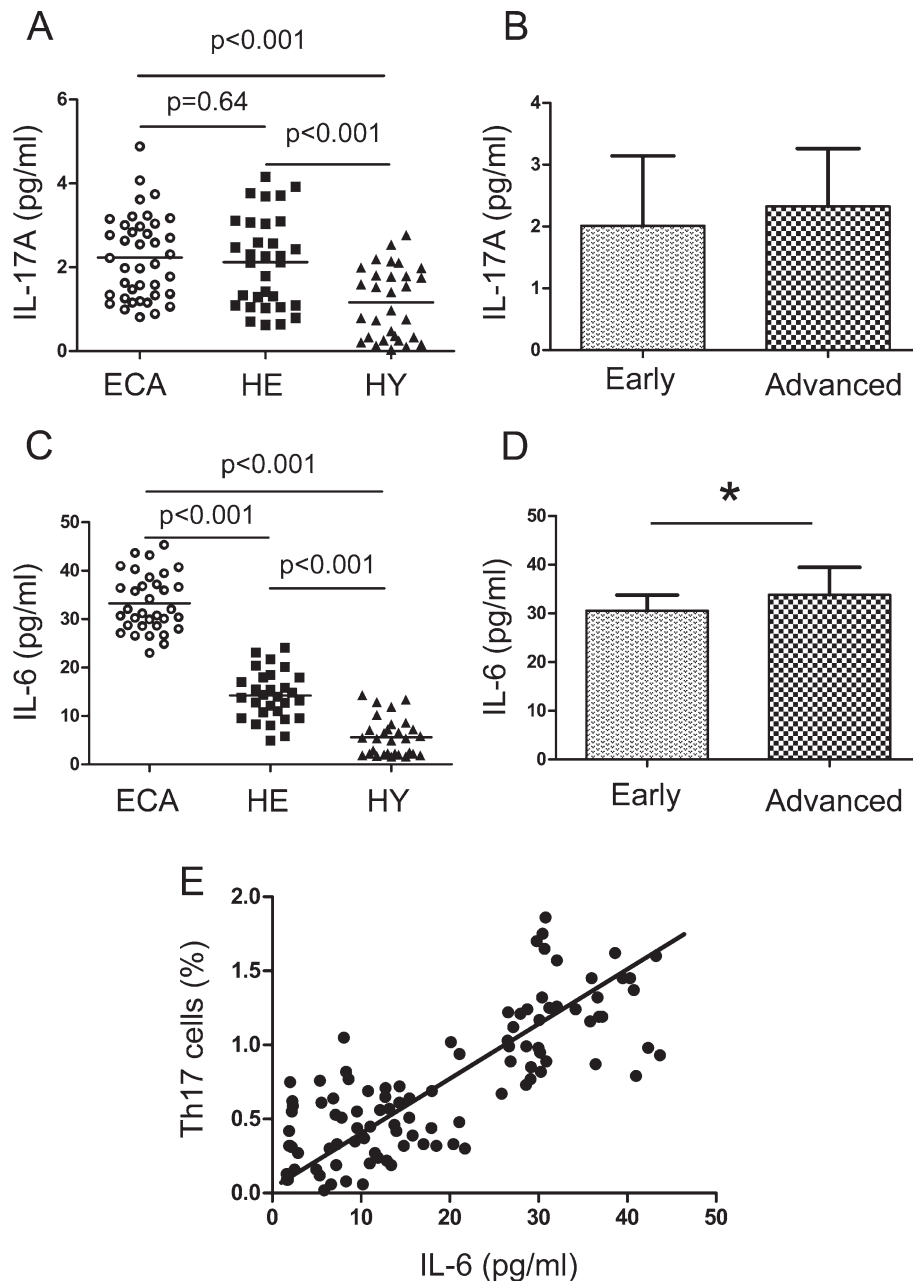 A
p<0.001
p=0.64
p<0.001
IL-17A (pg/ml)
6
4
2
0
ECA HE HY
B
IL-17A (pg/ml)
4
3
2
1
0
Early Advanced
C
p<0.001
p<0.001
p<0.001
IL-6 (pg/ml)
50
40
30
20
10
0
ECA HE HY
D
*
IL-6 (pg/ml)
50
40
30
20
10
0
Early Advanced
E
Th17 cells (%)
2.0
1.5
1.0
0.5
0.0
0 10 20 30 40 50
IL-6 (pg/ml)